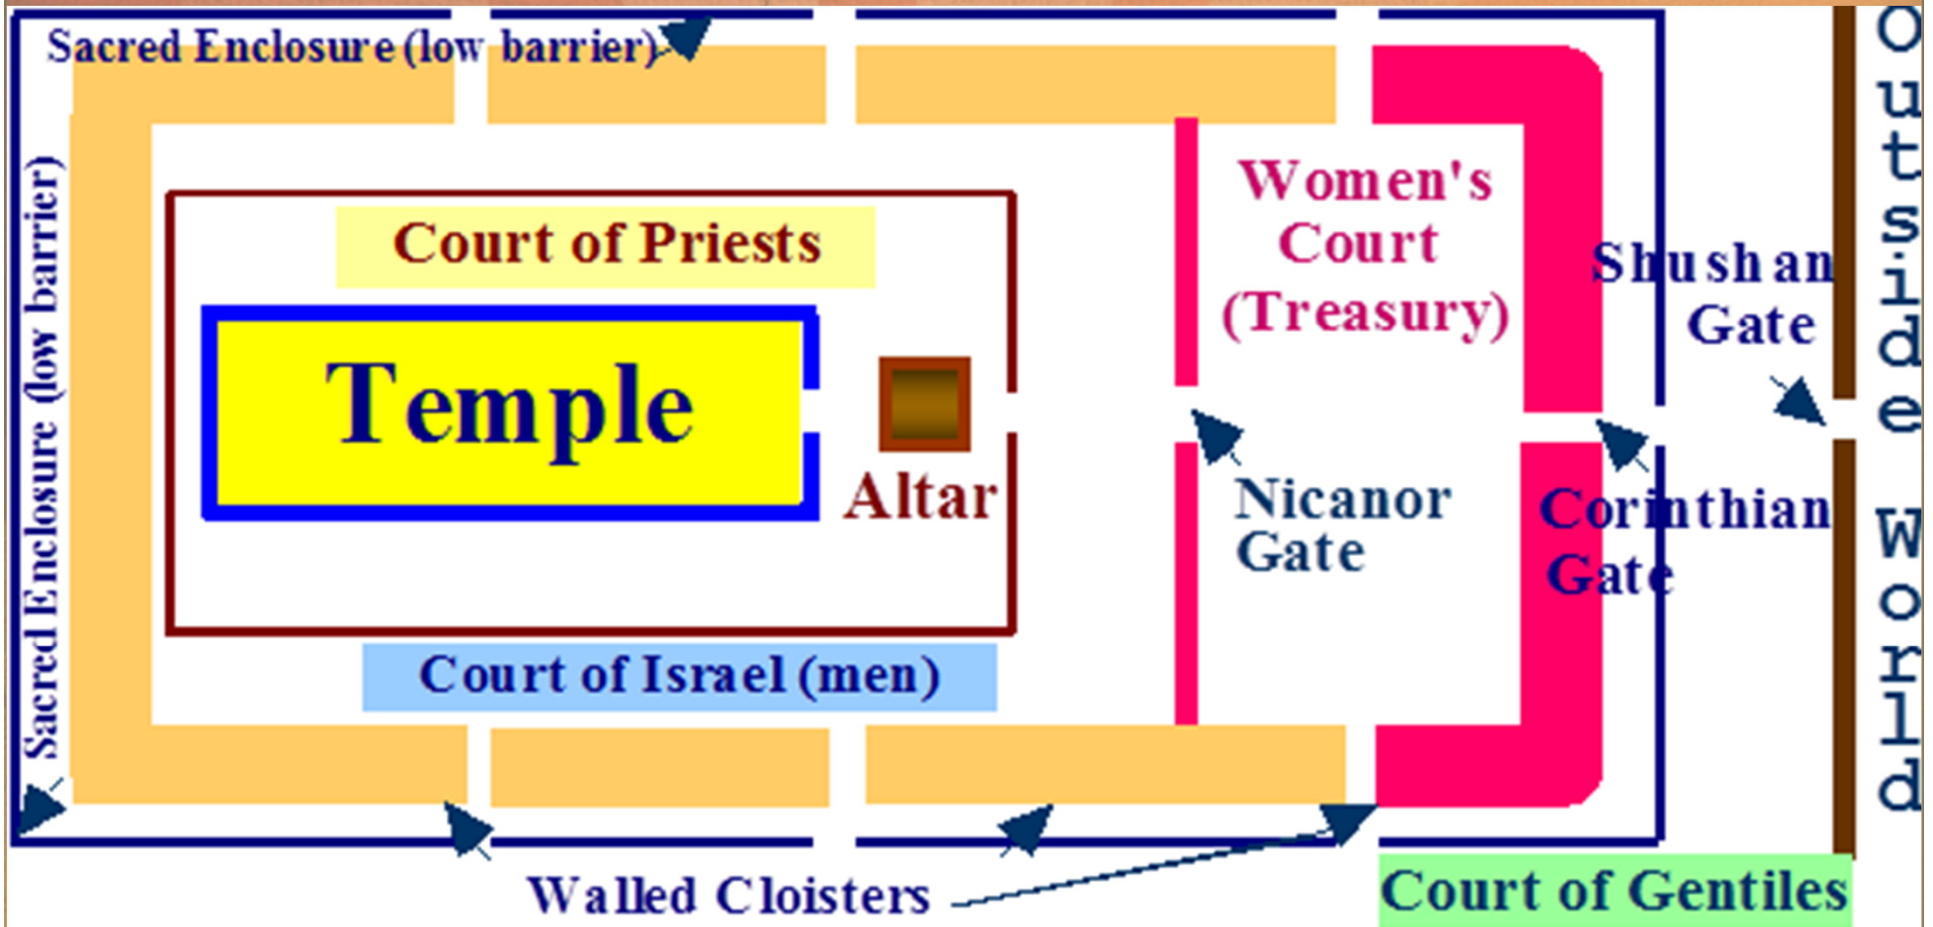 Sacred Enclosure (low barrier)
Sacred Enclosure (low barrier)
Court of Priests
Temple
Altar
Court of Israel (men)
Women's
Court
(Treasury)
Nicanor
Gate
Shushan
Gate
Corinthian
Gate
Walled Cloisters
Court of Gentiles
Outside World